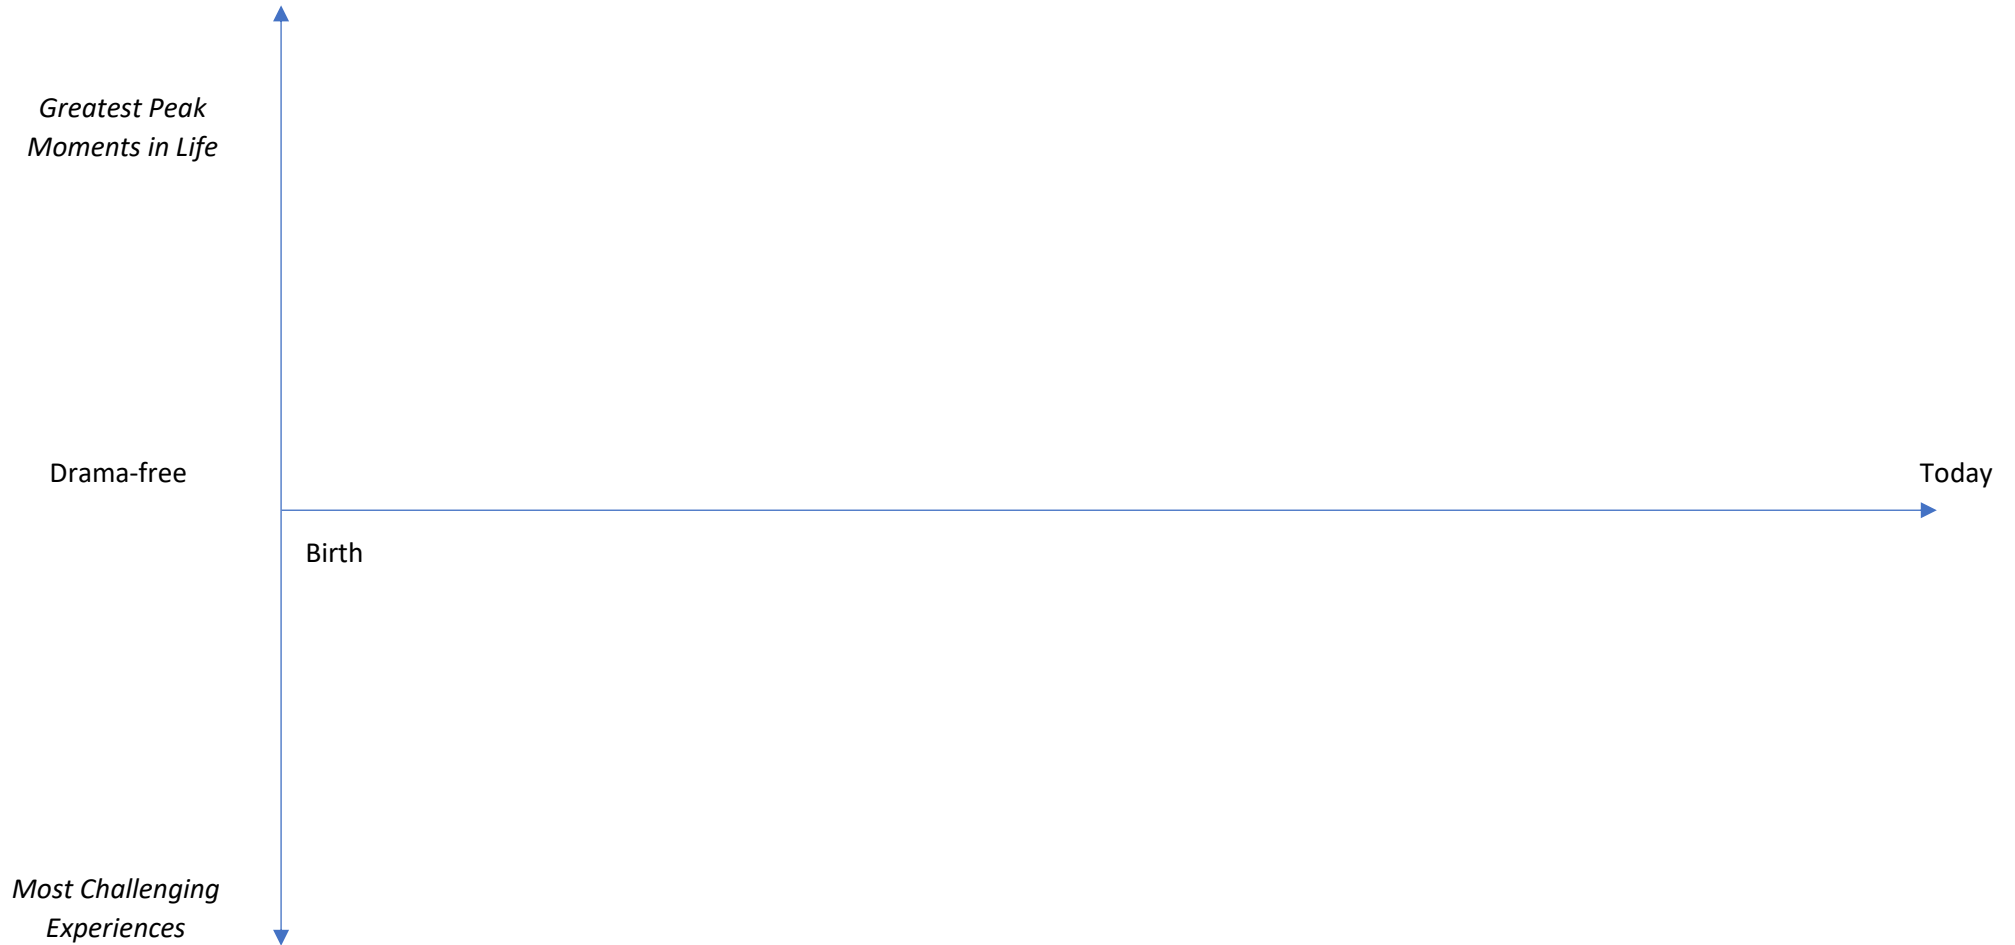 Greatest Peak
Moments in Life
Drama-free
Today
Birth
Most Challenging
Experiences